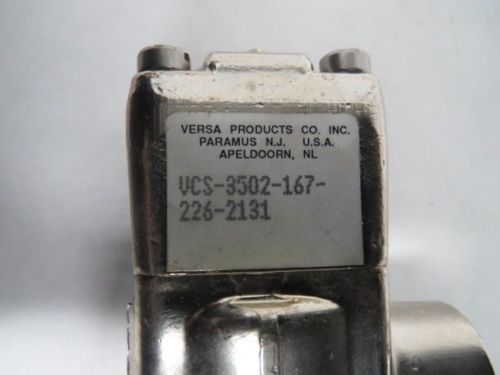 VERSA PRODUCTS CO. INC.
PARAMUS N.J. U.S.A.
APELDOORN, NL
VCS-3502-167-
226-2131